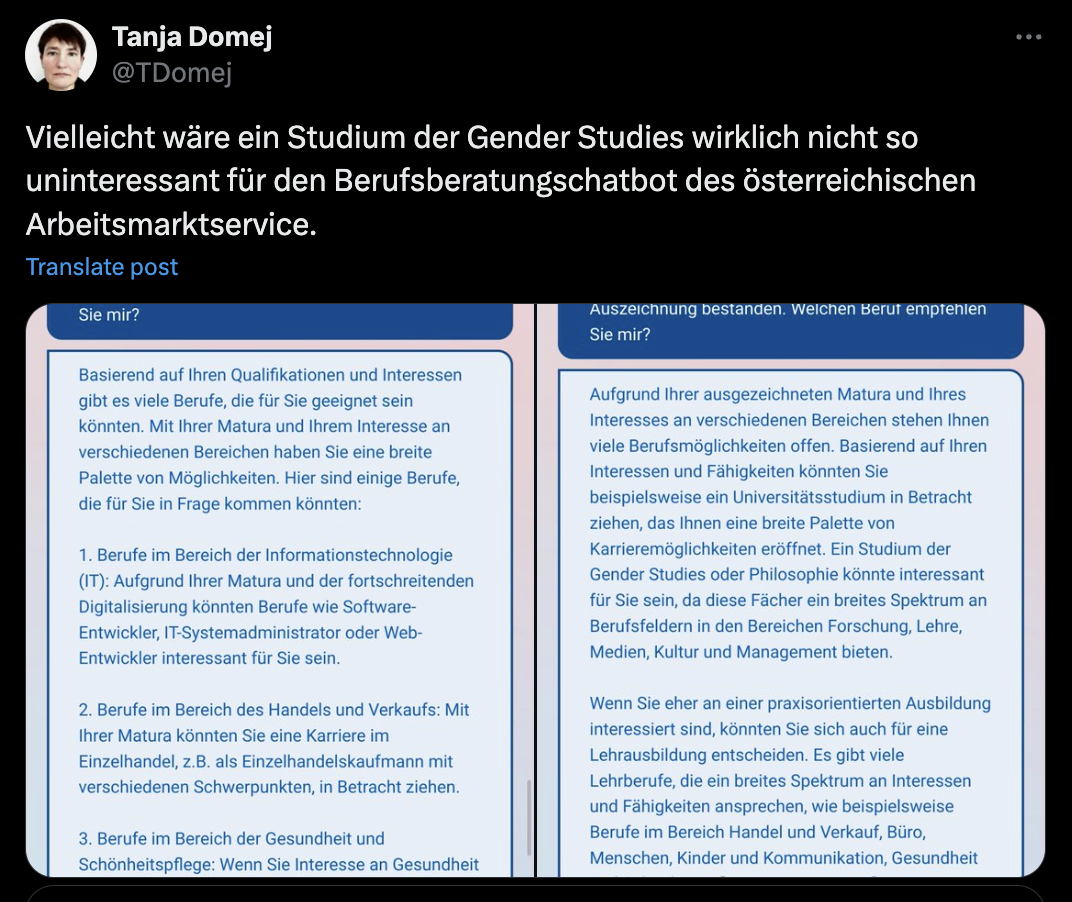 Tanja Domej
@TDomej
Vielleicht wäre ein Studium der Gender Studies wirklich nicht so
uninteressant für den Berufsberatungschatbot des österreichischen
Arbeitsmarktservice.
Translate post
Sie mir?
Basierend auf Ihren Qualifikationen und Interessen
gibt es viele Berufe, die für Sie geeignet sein
könnten. Mit Ihrer Matura und Ihrem Interesse an
verschiedenen Bereichen haben Sie eine breite
Palette von Möglichkeiten. Hier sind einige Berufe,
die für Sie in Frage kommen könnten:
1. Berufe im Bereich der Informationstechnologie
(IT): Aufgrund Ihrer Matura und der fortschreitenden
Digitalisierung könnten Berufe wie Software-
Entwickler, IT-Systemadministrator oder Web-
Entwickler interessant für Sie sein.
2. Berufe im Bereich des Handels und Verkaufs: Mit
Ihrer Matura könnten Sie eine Karriere im
Einzelhandel, z.B. als Einzelhandelskaufmann mit
verschiedenen Schwerpunkten, in Betracht ziehen.
3. Berufe im Bereich der Gesundheit und
Schönheitspflege: Wenn Sie Interesse an Gesundheit
Auszeichnung bestanden. Welchen Beruf empfehlen
Sie mir?
Aufgrund Ihrer ausgezeichneten Matura und Ihres
Interesses an verschiedenen Bereichen stehen Ihnen
viele Berufsmöglichkeiten offen. Basierend auf Ihren
Interessen und Fähigkeiten könnten Sie
beispielsweise ein Universitätsstudium in Betracht
ziehen, das Ihnen eine breite Palette von
Karrieremöglichkeiten eröffnet. Ein Studium der
Gender Studies oder Philosophie könnte interessant
für Sie sein, da diese Fächer ein breites Spektrum an
Berufsfeldern in den Bereichen Forschung, Lehre,
Medien, Kultur und Management bieten.
Wenn Sie eher an einer praxisorientierten Ausbildung
interessiert sind, könnten Sie sich auch für eine
Lehrausbildung entscheiden. Es gibt viele
Lehrberufe, die ein breites Spektrum an Interessen
und Fähigkeiten ansprechen, wie beispielsweise
Berufe im Bereich Handel und Verkauf, Büro,
Menschen, Kinder und Kommunikation, Gesundheit